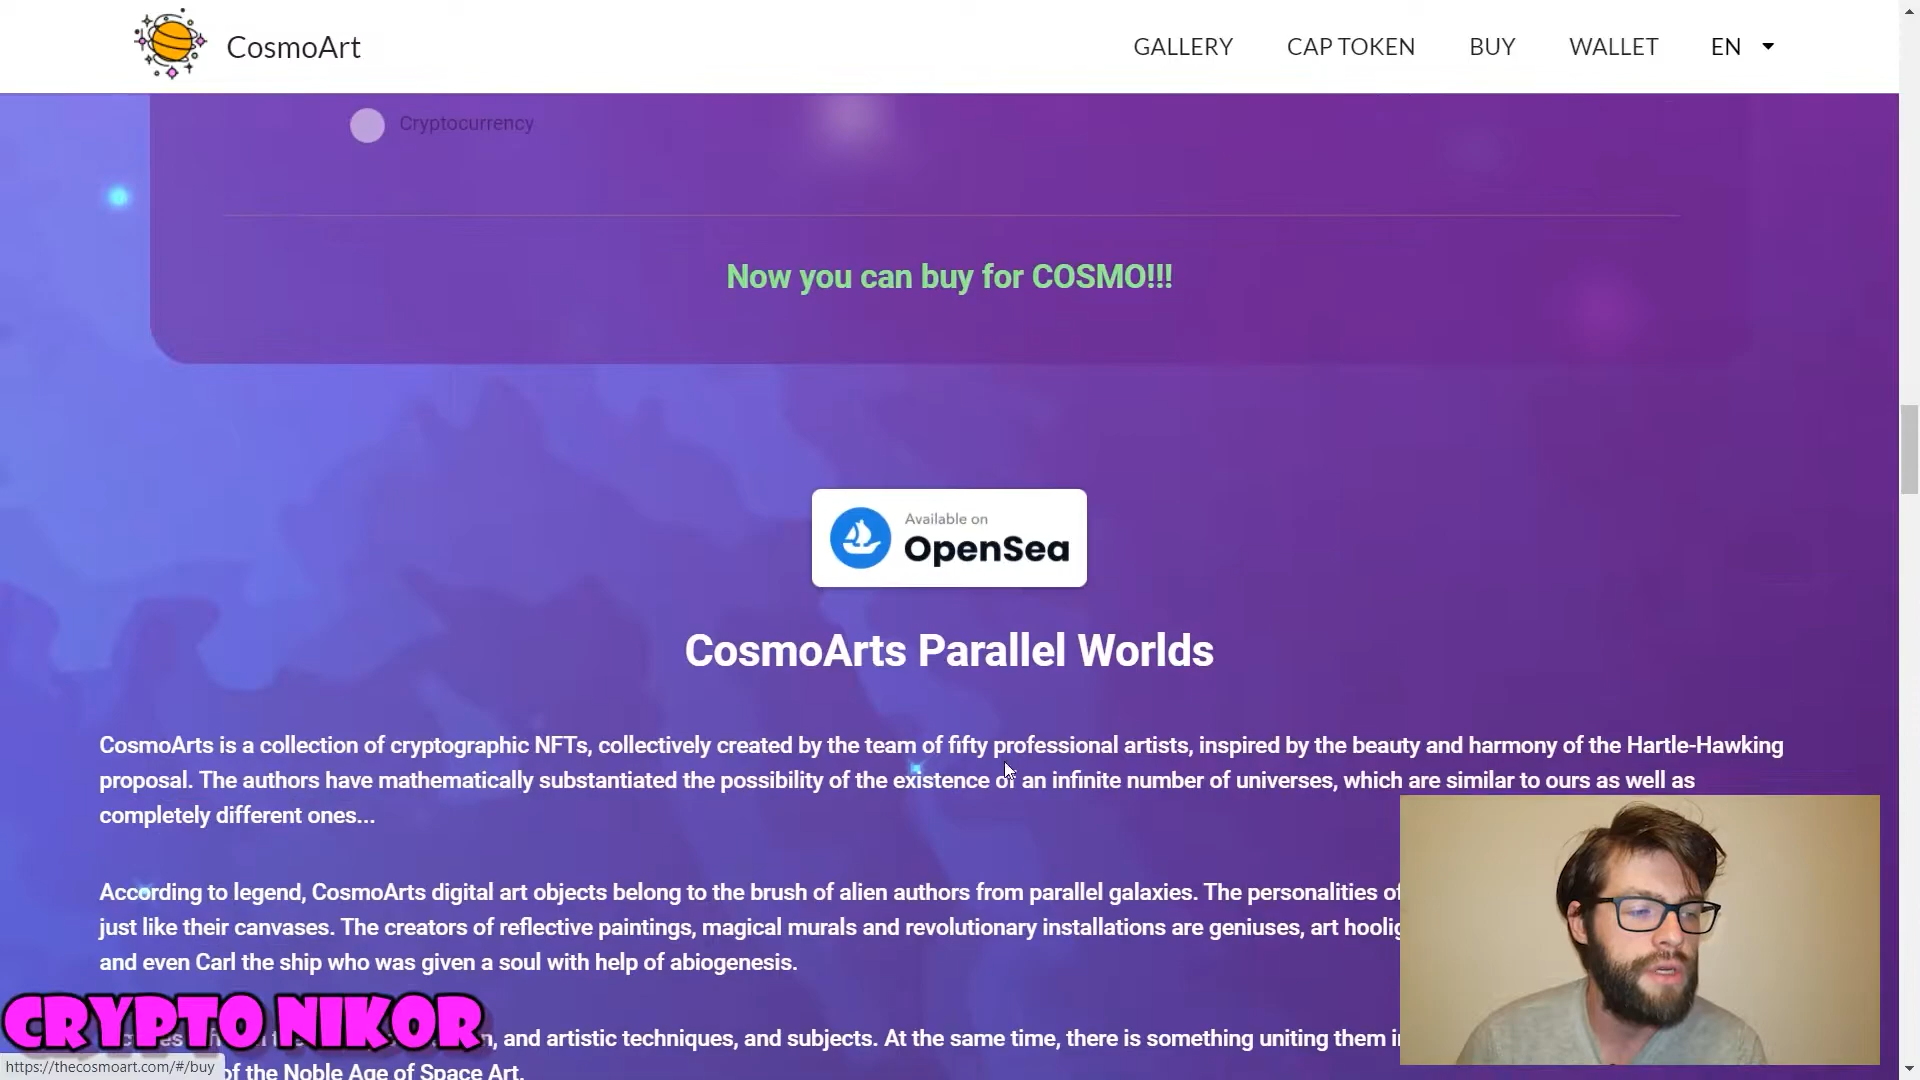 CosmoArt
GALLERY
CAP TOKEN
BUY
WALLET
EN
Cryptocurrency
Now you can buy for COSMO!!!
Available on
OpenSea
CosmoArts Parallel Worlds
CosmoArts is a collection of cryptographic NFTs, collectively created by the team of fifty professional artists, inspired by the beauty and harmony of the Hartle-Hawking
proposal. The authors have mathematically substantiated the possibility of the existence of an infinite number of universes, which are similar to ours as well as
completely different ones...
According to legend, CosmoArts digital art objects belong to the brush of alien authors from parallel galaxies. The personalities of
just like their canvases. The creators of reflective paintings, magical murals and revolutionary installations are geniuses, art
and even Carl the ship who was given a soul with help of abiogenesis.
CRYPTO NIKOR
and artistic techniques, and subjects. At the same time, there is something uniting them
https://thecosmoart.com/#/buy
of the Noble Age of Space Art.